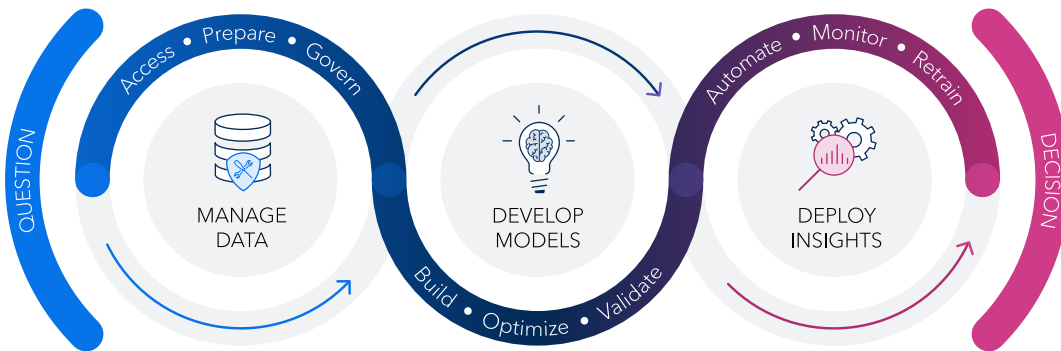 QUESTION
Access • Prepare • Govern
MANAGE
DATA
DEVELOP
MODELS
Build • Optimize • Validate
Automate • Monitor • Retrain
DEPLOY
INSIGHTS
DECISION